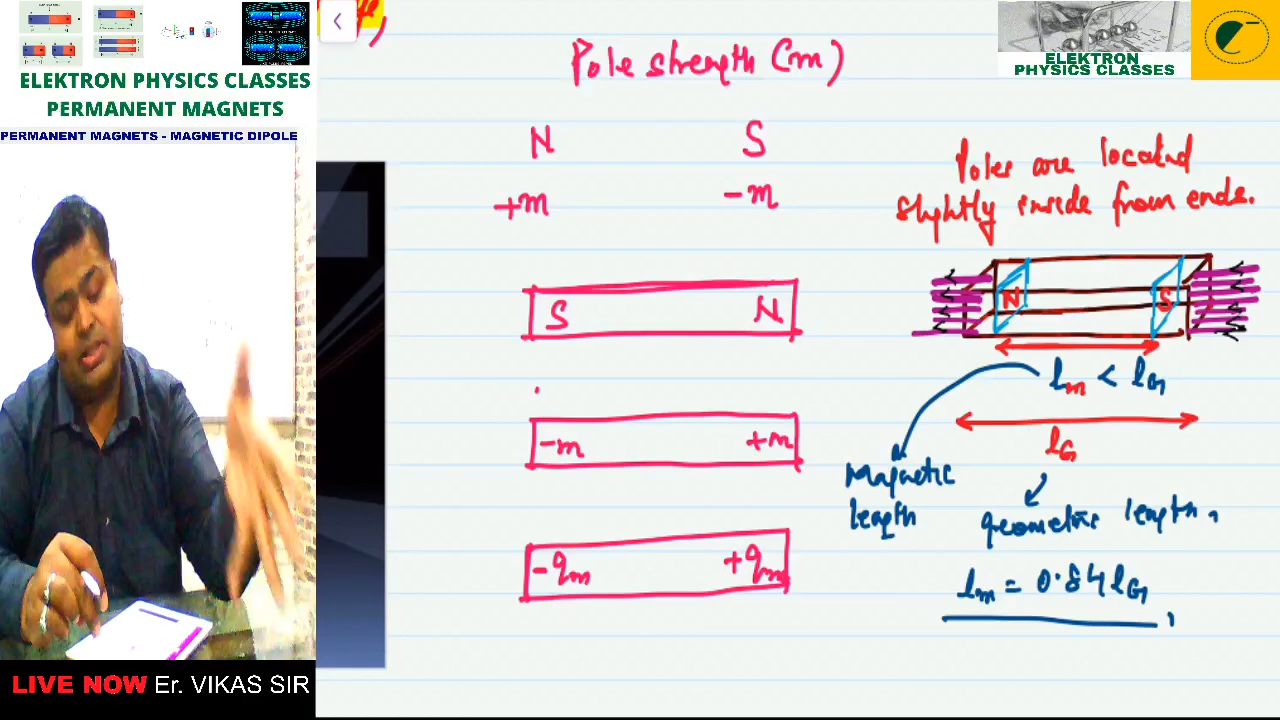 ELEKTRON PHYSICS CLASSES
PERMANENT MAGNETS
PERMANENT MAGNETS - MAGNETIC DIPOLE
LIVE NOW Er. VIKAS SIR
Pole strength (m)
N S
+m -m
S N
-m +m
-qm +qm
ELEKTRON
PHYSICS CLASSES
Poles are located
slightly inside from ends.
N S
lm < lG
lG
Magnetic
length
geometric length,
lm = 0.84 lG,